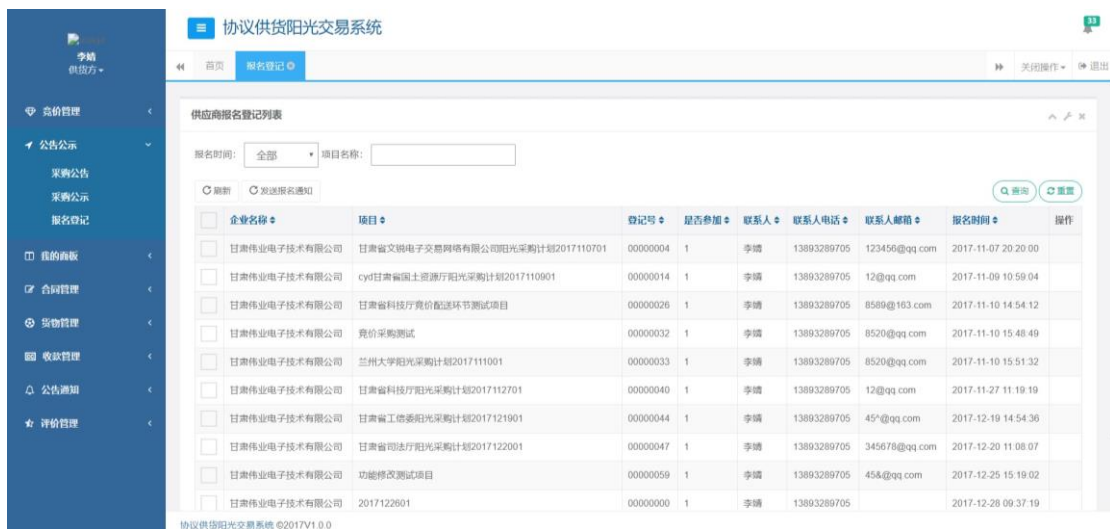 协议供货阳光交易系统
33
李婧
供货方
首页 报名登记 关闭操作 退出
竞价管理
公告公示
采购公告
采购公示
报名登记
我的面板
合同管理
货物管理
收款管理
公告通知
评价管理
供应商报名登记列表
报名时间： 全部 项目名称：
刷新 发送报名通知 查询 重置
企业名称 项目 登记号 是否参加 联系人 联系人电话 联系人邮箱 报名时间 操作
甘肃伟业电子技术有限公司 甘肃省文锐电子交易网络有限公司阳光采购计划2017110701 00000004 1 李婧 13893289705 123456@qq.com 2017-11-07 20:20:00
甘肃伟业电子技术有限公司 cyd甘肃省国土资源厅阳光采购计划2017110901 00000014 1 李婧 13893289705 12@qq.com 2017-11-09 10:59:04
甘肃伟业电子技术有限公司 甘肃省科技厅竞价配送环节测试项目 00000026 1 李婧 13893289705 8589@163.com 2017-11-10 14:54:12
甘肃伟业电子技术有限公司 竞价采购测试 00000032 1 李婧 13893289705 8520@qq.com 2017-11-10 15:48:49
甘肃伟业电子技术有限公司 兰州大学阳光采购计划2017111001 00000033 1 李婧 13893289705 8520@qq.com 2017-11-10 15:51:32
甘肃伟业电子技术有限公司 甘肃省科技厅阳光采购计划2017112701 00000040 1 李婧 13893289705 12@qq.com 2017-11-27 11:19:19
甘肃伟业电子技术有限公司 甘肃省工信委阳光采购计划2017121901 00000044 1 李婧 13893289705 45^@qq.com 2017-12-19 14:54:36
甘肃伟业电子技术有限公司 甘肃省司法厅阳光采购计划2017122001 00000047 1 李婧 13893289705 345678@qq.com 2017-12-20 11:08:07
甘肃伟业电子技术有限公司 功能修改测试项目 00000059 1 李婧 13893289705 45&@qq.com 2017-12-25 15:19:02
甘肃伟业电子技术有限公司 2017122601 00000000 1 李婧 13893289705 2017-12-28 09:37:19
协议供货阳光交易系统 ©2017V1.0.0